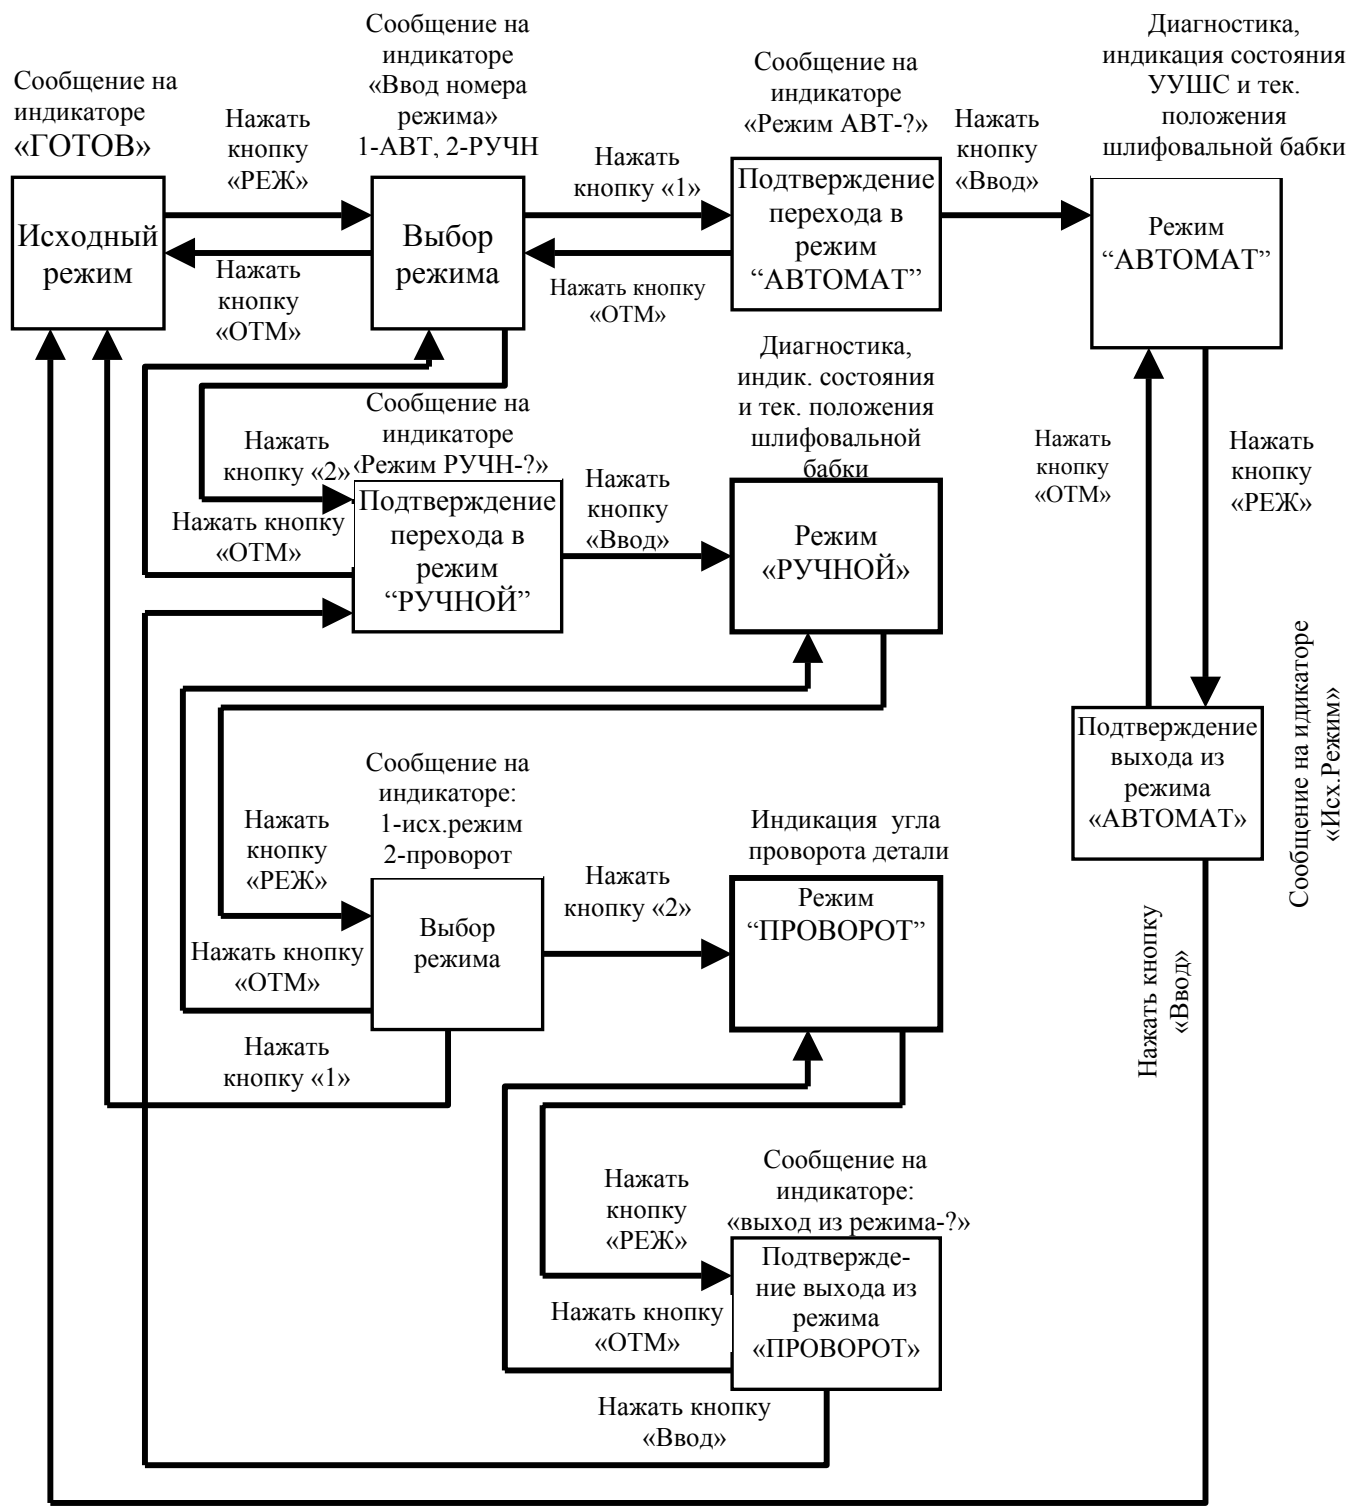 Сообщение на
индикаторе
«ГОТОВ»
Нажать
кнопку
«РЕЖ»
Сообщение на
индикаторе
«Ввод номера
режима»
1-АВТ, 2-РУЧН
Нажать
кнопку «1»
Сообщение на
индикаторе
«Режим АВТ-?»
Нажать
кнопку
«Ввод»
Диагностика,
индикация состояния
УУШС и тек.
положения
шлифовальной бабки
Исходный
режим
Выбор
режима
Подтверждение
перехода в
режим
“АВТОМАТ”
Режим
“АВТОМАТ”
Нажать
кнопку
«ОТМ»
Нажать кнопку
«ОТМ»
Диагностика,
индик. состояния
и тек. положения
шлифовальной
бабки
Сообщение на
индикаторе
«Режим РУЧН-?»
Нажать
кнопку «2»
Нажать кнопку
«ОТМ»
Подтверждение
перехода в
режим
“РУЧНОЙ”
Нажать
кнопку
«Ввод»
Режим
«РУЧНОЙ»
Нажать
кнопку
«ОТМ»
Нажать
кнопку
«РЕЖ»
Подтверждение
выхода из
режима
«АВТОМАТ»
Сообщение на идикаторе
«Исх.Режим»
Сообщение на
индикаторе:
1-исх.режим
2-проворот
Нажать
кнопку
«РЕЖ»
Нажать кнопку
«ОТМ»
Выбор
режима
Нажать
кнопку «2»
Индикация угла
проворота детали
Режим
“ПРОВОРОТ”
Нажать кнопку
«Ввод»
Нажать
кнопку «1»
Нажать
кнопку
«РЕЖ»
Сообщение на
индикаторе:
«выход из режима-?»
Нажать кнопку
«ОТМ»
Подтвержде-
ние выхода из
режима
«ПРОВОРОТ»
Нажать кнопку
«Ввод»